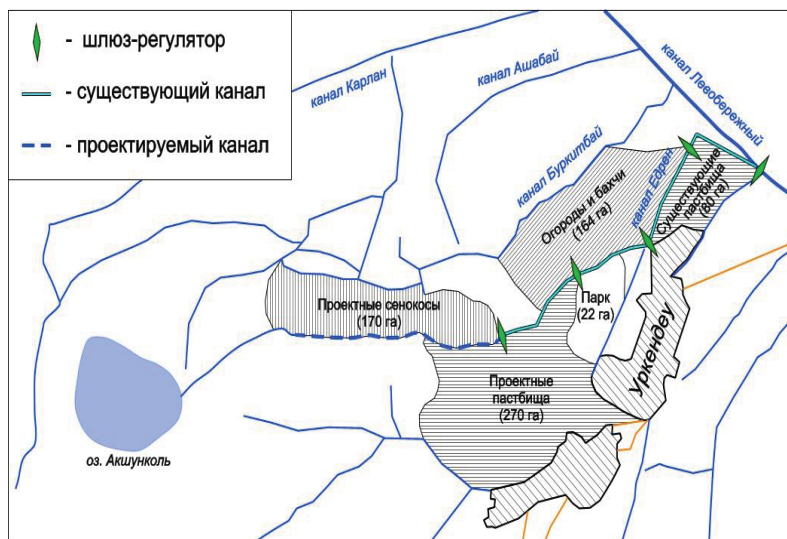 - шлюз-регулятор
- существующий канал
- проектируемый канал
канал Карлан
канал Ашабай
канал Левобережный
канал Буркитбай
Огороды и бахчи
(164 га)
канал Едрен
Существующие
пастбища
(80 га)
Проектные сенокосы
(170 га)
Парк
(22 га)
Уркендеу
Проектные
пастбища
(270 га)
оз. Акшунколь